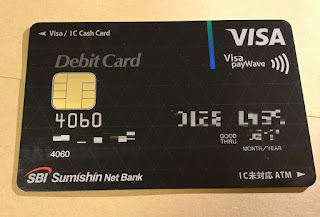 Visa / IC Cash Card
VISA
Debit Card
Visa
payWave
4060
4060
GOOD
THRU
MONTH/YEAR
SBI Sumishin Net Bank
IC未対応 ATM